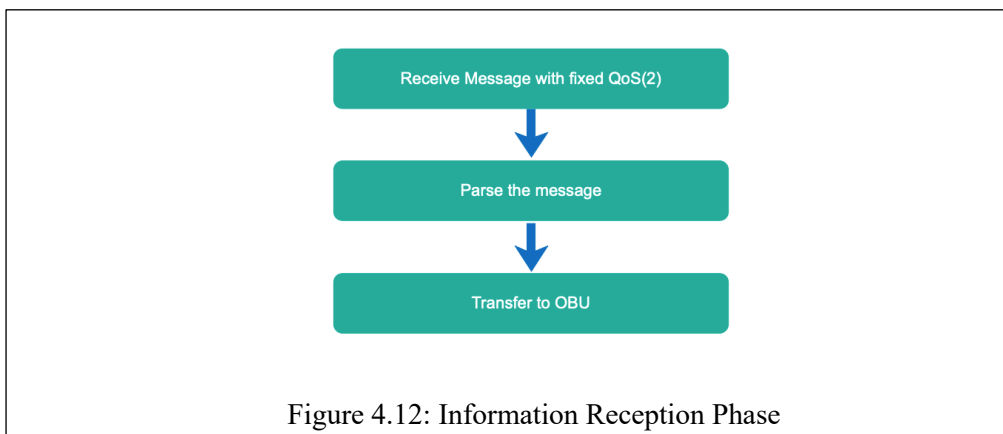 Receive Message with fixed QoS(2)
Parse the message
Transfer to OBU
Figure 4.12: Information Reception Phase